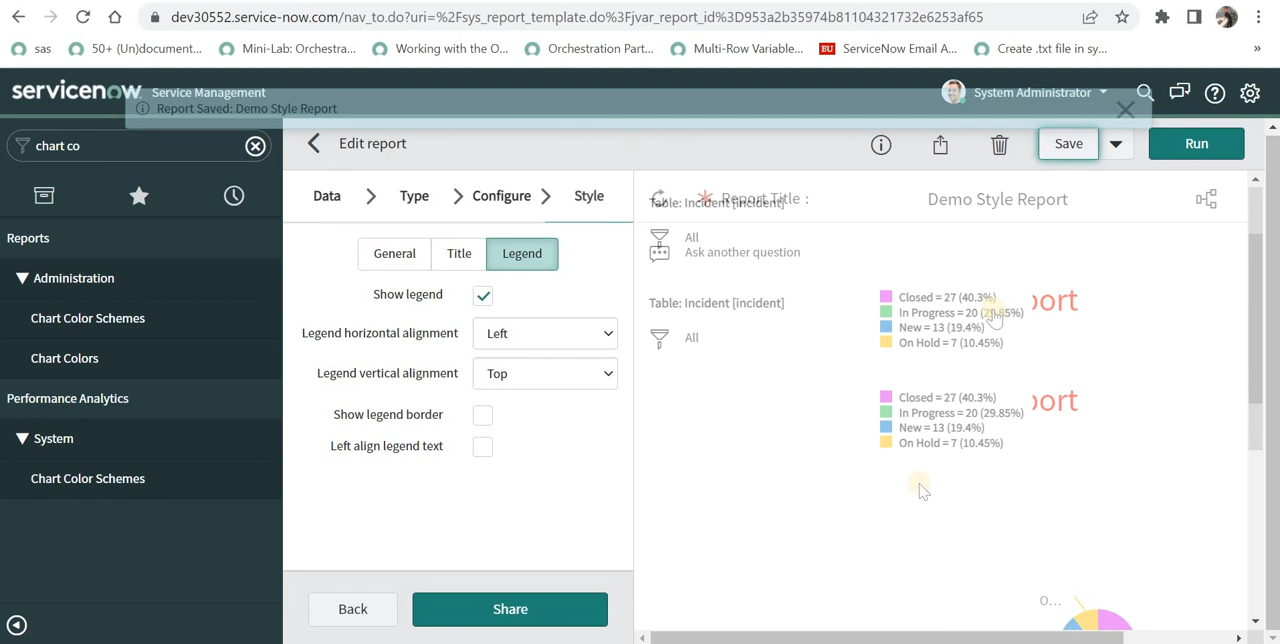 dev30552.service-now.com/nav_to.do?uri=%2Fsys_report_template.do%3Fjvar_report_id%3D953a2b35974b81104321732e6253af65
sas
50+ (Un)document...
Mini-Lab: Orchestra...
Working with the O...
Orchestration Part...
Multi-Row Variable...
BU
ServiceNow Email A...
Create .txt file in sy...
»
servicenow
Service Management
System Administrator
Report Saved: Demo Style Report
chart co
Edit report
Save
Run
Data
Type
Configure
Style
Report Title :
Demo Style Report
Table: Incident [incident]
Reports
All
Ask another question
General
Title
Legend
Administration
Show legend
Chart Color Schemes
Legend horizontal alignment
Left
Table: Incident [incident]
Closed = 27 (40.3%)
In Progress = 20 (29.85%)
New = 13 (19.4%)
On Hold = 7 (10.45%)
port
All
Chart Colors
Legend vertical alignment
Top
Performance Analytics
Show legend border
Closed = 27 (40.3%)
In Progress = 20 (29.85%)
New = 13 (19.4%)
On Hold = 7 (10.45%)
port
System
Left align legend text
Chart Color Schemes
Back
Share
O...